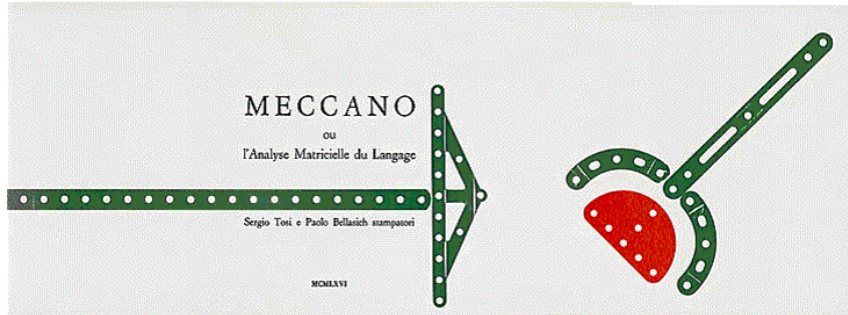 MECCANO
ou
l'Analyse Matricielle du Langage
Sergio Tosi e Paolo Bellasich stampatori
MCMLXVI